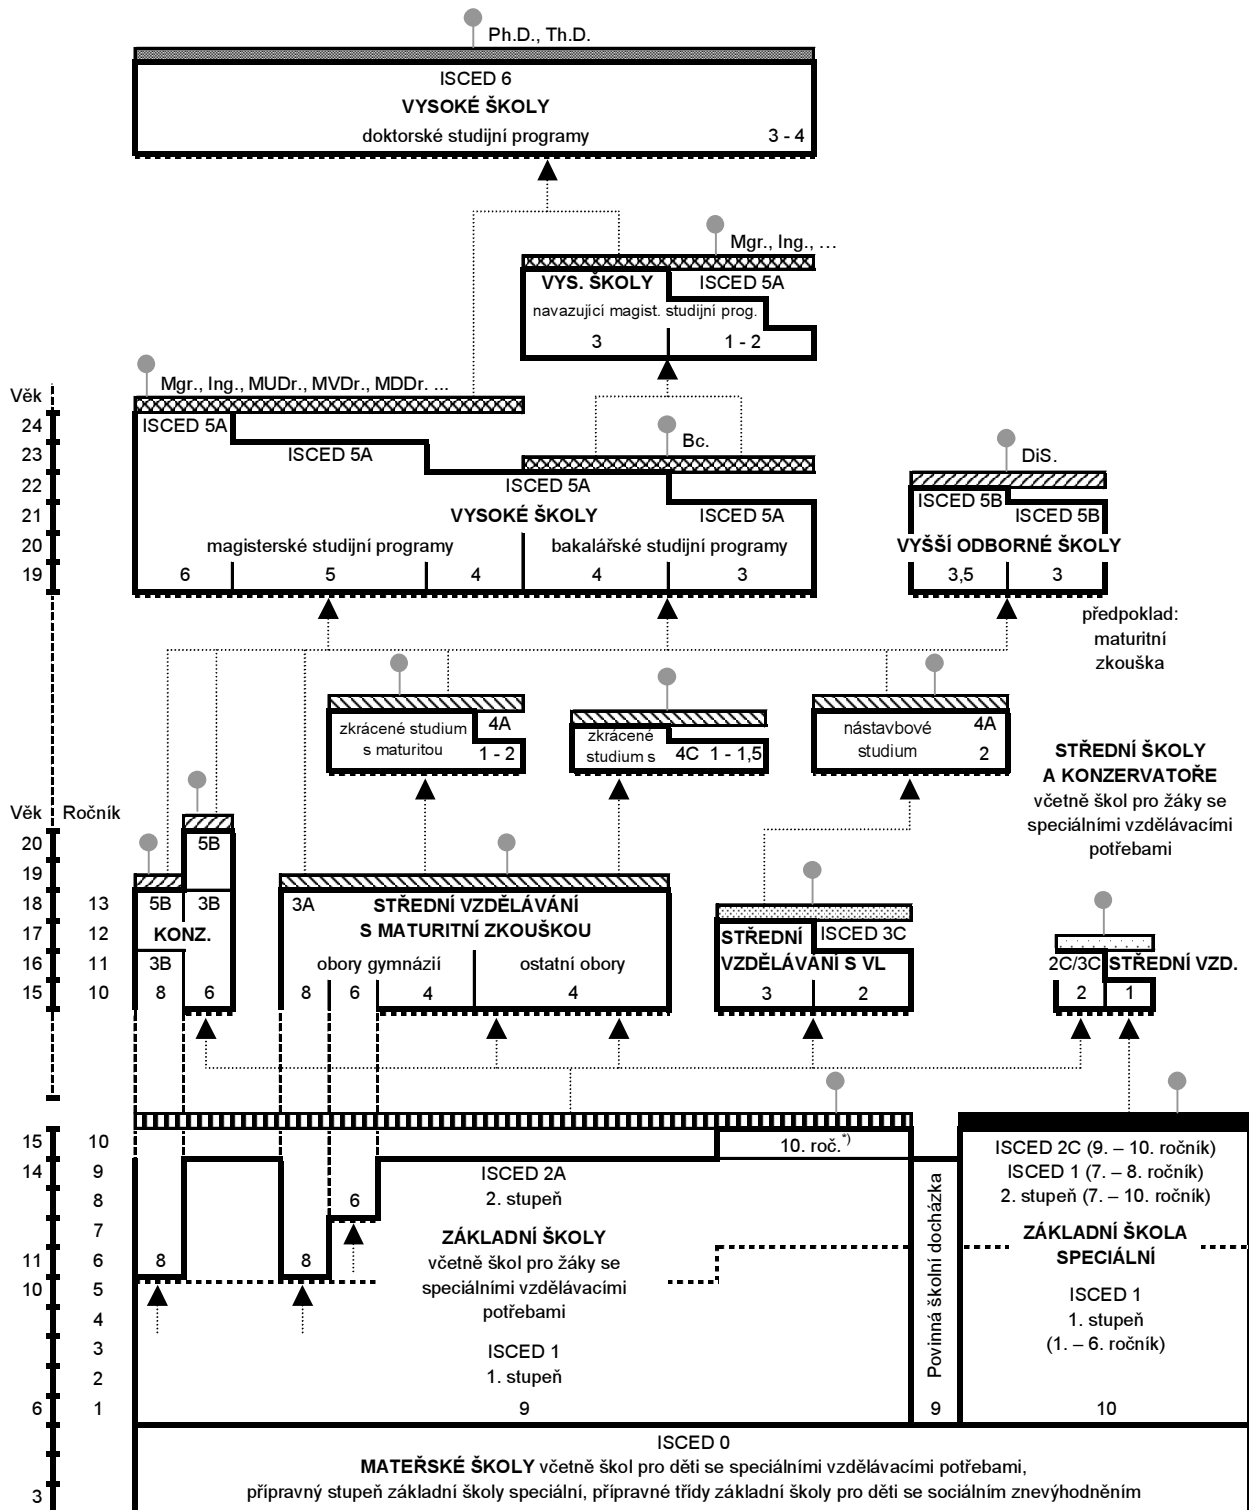 Ph.D., Th.D.
ISCED 6
VYSOKÉ ŠKOLY
doktorské studijní programy 3 - 4
Mgr., Ing., …
VYS. ŠKOLY ISCED 5A
navazující magist. studijní prog.
3 1 - 2
Mgr., Ing., MUDr., MVDr., MDDr. ...
Věk
24 ISCED 5A
23 ISCED 5A Bc.
22 ISCED 5A DiS.
ISCED 5B
21 VYSOKÉ ŠKOLY ISCED 5A ISCED 5B
20 magisterské studijní programy bakalářské studijní programy VYŠŠÍ ODBORNÉ ŠKOLY
19 6 5 4 4 3 3,5 3
předpoklad:
maturitní
zkouška
zkrácené studium 4A
s maturitou 1 - 2
zkrácené
studium s 4C 1 - 1,5
nástavbové 4A
studium 2
STŘEDNÍ ŠKOLY
A KONZERVATOŘE
včetně škol pro žáky se
speciálními vzdělávacími
potřebami
Věk Ročník
20 5B
19
18 13 5B 3B 3A STŘEDNÍ VZDĚLÁVÁNÍ
17 12 KONZ. S MATURITNÍ ZKOUŠKOU STŘEDNÍ ISCED 3C
16 11 3B obory gymnázií ostatní obory VZDĚLÁVÁNÍ S VL 2C/3C STŘEDNÍ VZD.
15 10 8 6 8 6 4 4 3 2 2 1
15 10 10. roč.*) ISCED 2C (9. – 10. ročník)
14 9 ISCED 2A ISCED 1 (7. – 8. ročník)
8 6 2. stupeň 2. stupeň (7. – 10. ročník)
7 ZÁKLADNÍ ŠKOLY ZÁKLADNÍ ŠKOLA
11 6 8 8 včetně škol pro žáky se SPECIÁLNÍ
10 5 speciálními vzdělávacími ISCED 1
potřebami
4 1. stupeň
3 ISCED 1 (1. – 6. ročník)
2 1. stupeň
Povinná školní docházka
6 1 9 9 10
ISCED 0
MATEŘSKÉ ŠKOLY včetně škol pro děti se speciálními vzdělávacími potřebami,
3 přípravný stupeň základní školy speciální, přípravné třídy základní školy pro děti se sociálním znevýhodněním